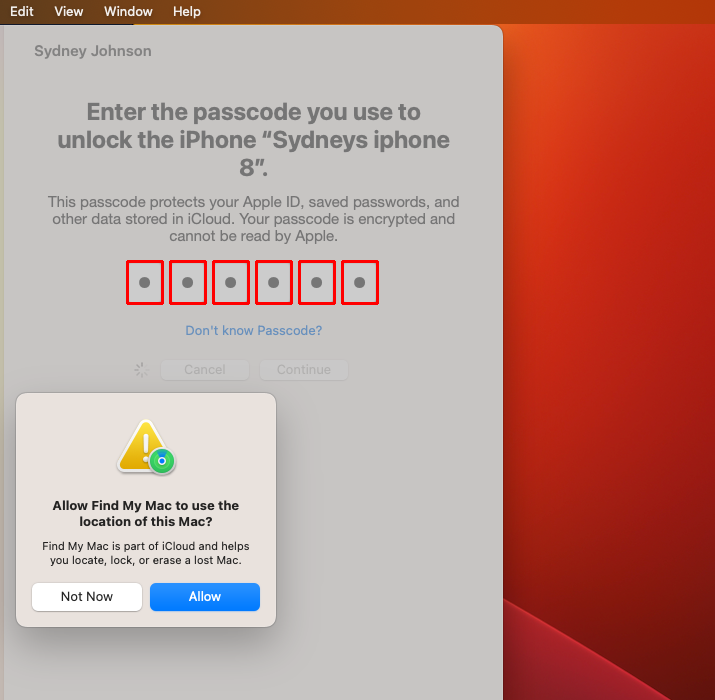 Edit View Window Help
Sydney Johnson
Enter the passcode you use to
unlock the iPhone “Sydneys iphone
8”.
This passcode protects your Apple ID, saved passwords, and
other data stored in iCloud. Your passcode is encrypted and
cannot be read by Apple.
Don't know Passcode?
Cancel Continue
Allow Find My Mac to use the
location of this Mac?
Find My Mac is part of iCloud and helps
you locate, lock, or erase a lost Mac.
Not Now Allow